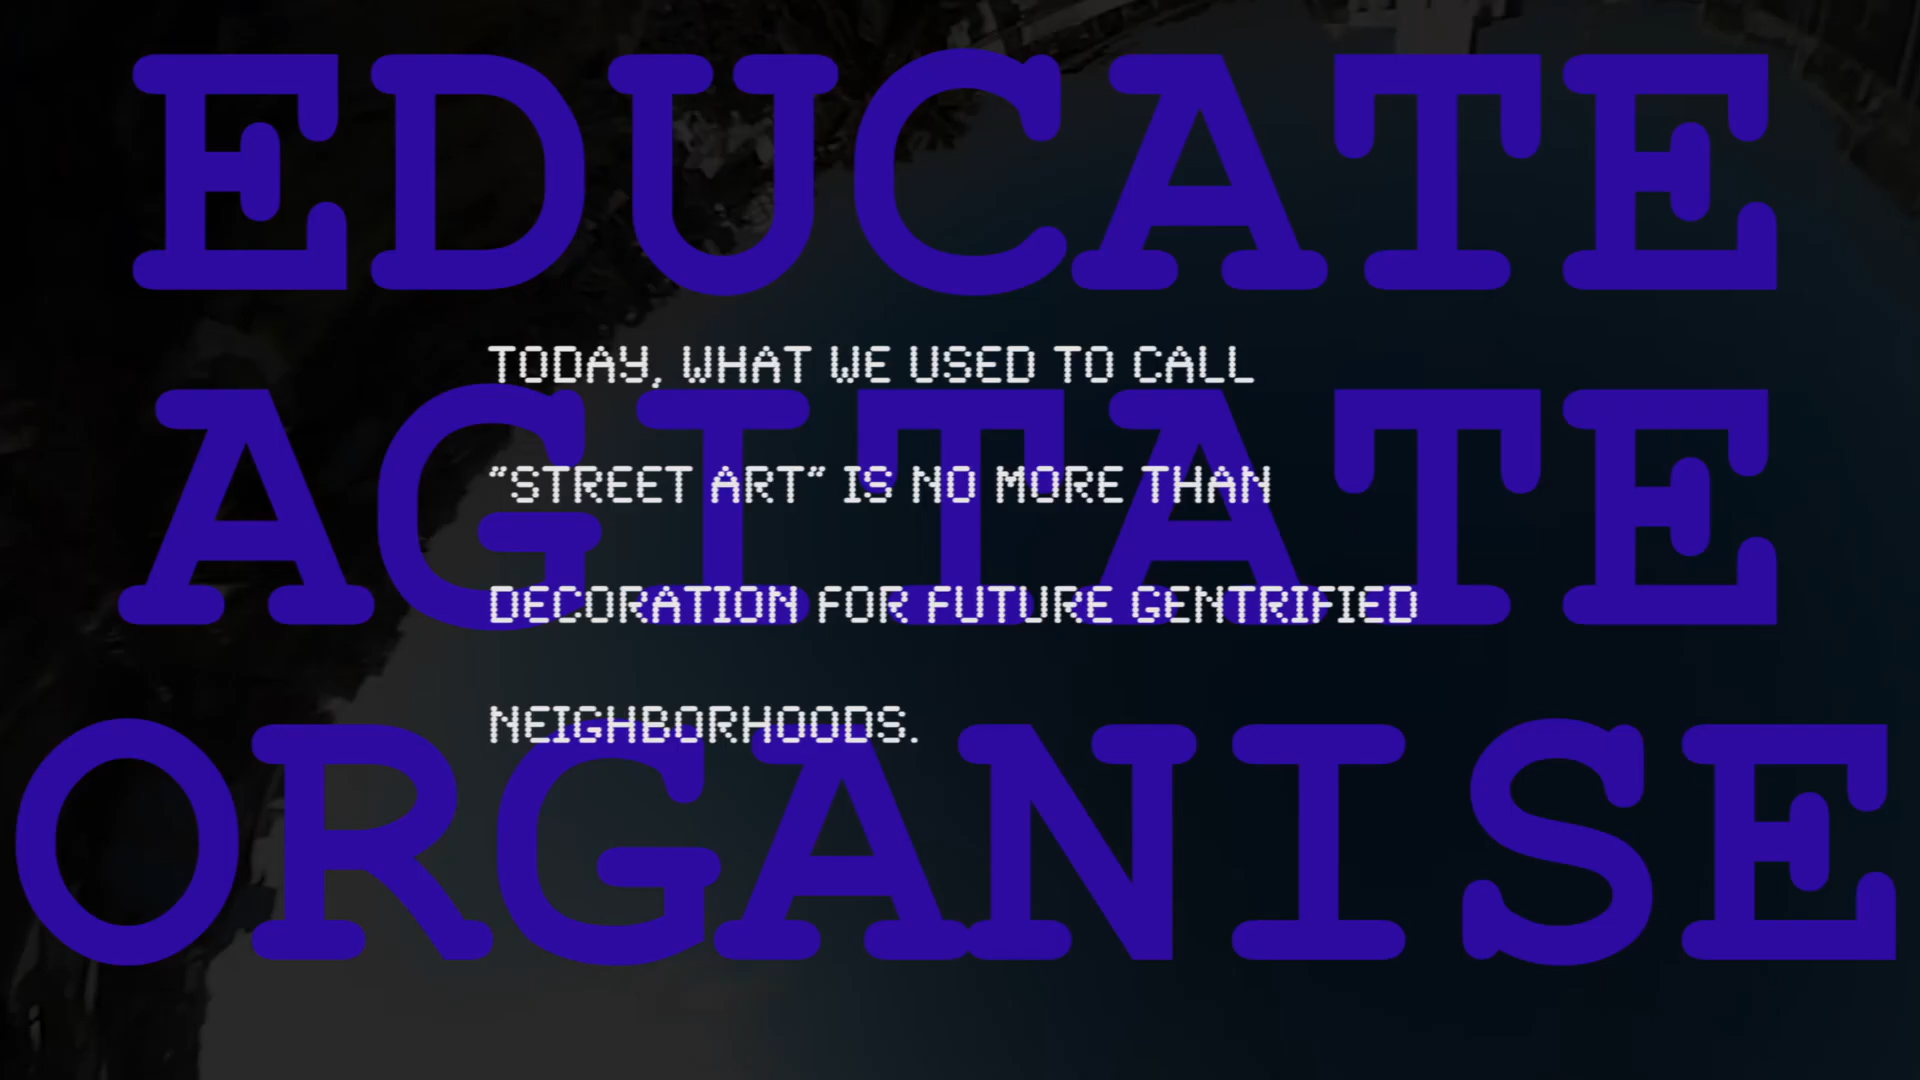 EDUCATE
TODAY, WHAT WE USED TO CALL
AGITATE
"STREET ART" IS NO MORE THAN
DECORATION FOR FUTURE GENTRIFIED
NEIGHBORHOODS.
ORGANISE